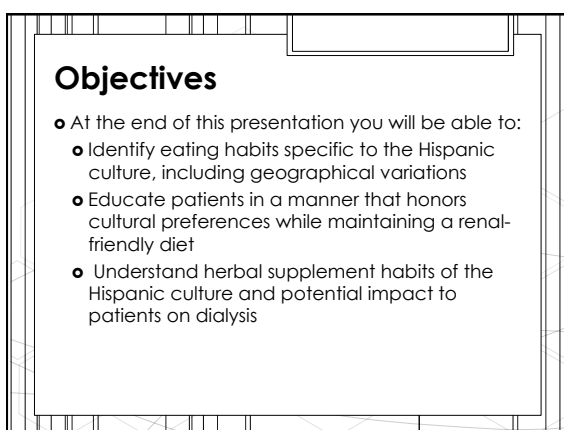 Objectives
At the end of this presentation you will be able to:
Identify eating habits specific to the Hispanic
culture, including geographical variations
Educate patients in a manner that honors
cultural preferences while maintaining a renal-
friendly diet
Understand herbal supplement habits of the
Hispanic culture and potential impact to
patients on dialysis